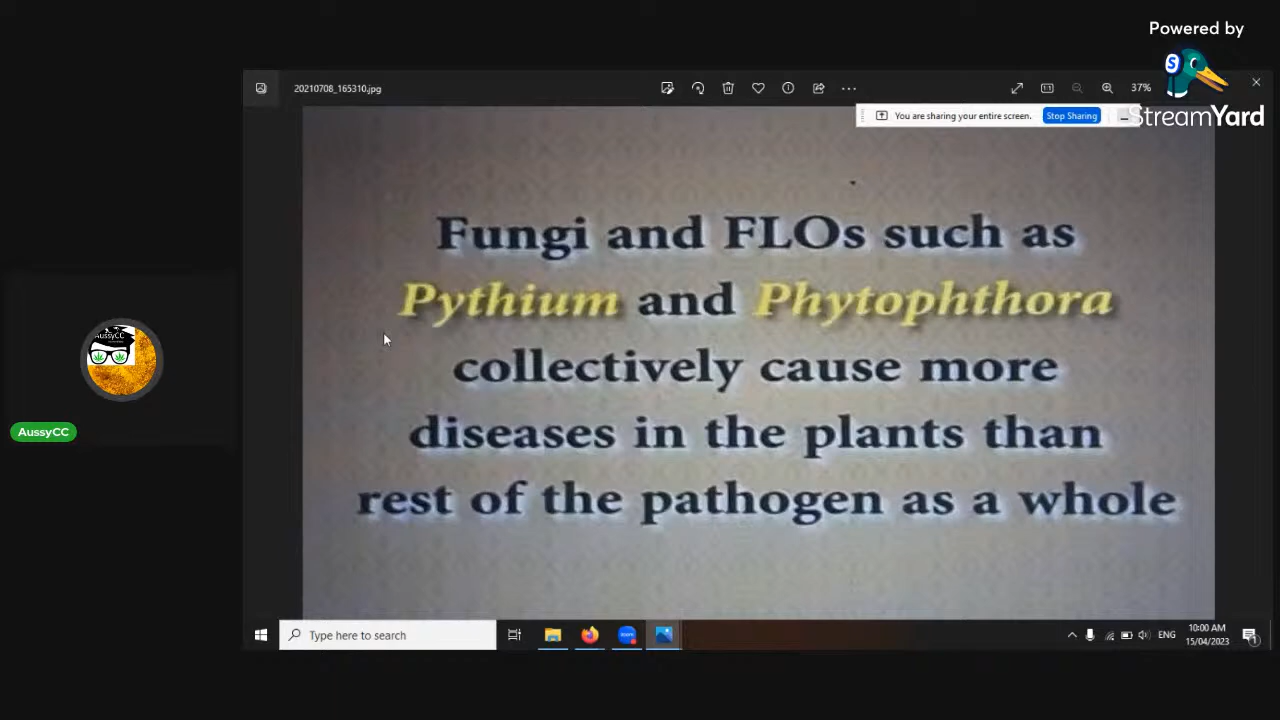 Powered by
StreamYard
20210708_165310.jpg
37%
You are sharing your entire screen.
Stop Sharing
Fungi and FLOs such as
Pythium and Phytophthora
collectively cause more
diseases in the plants than
rest of the pathogen as a whole
AussyCC
AussyCC
Type here to search
ENG
10:00 AM
15/04/2023